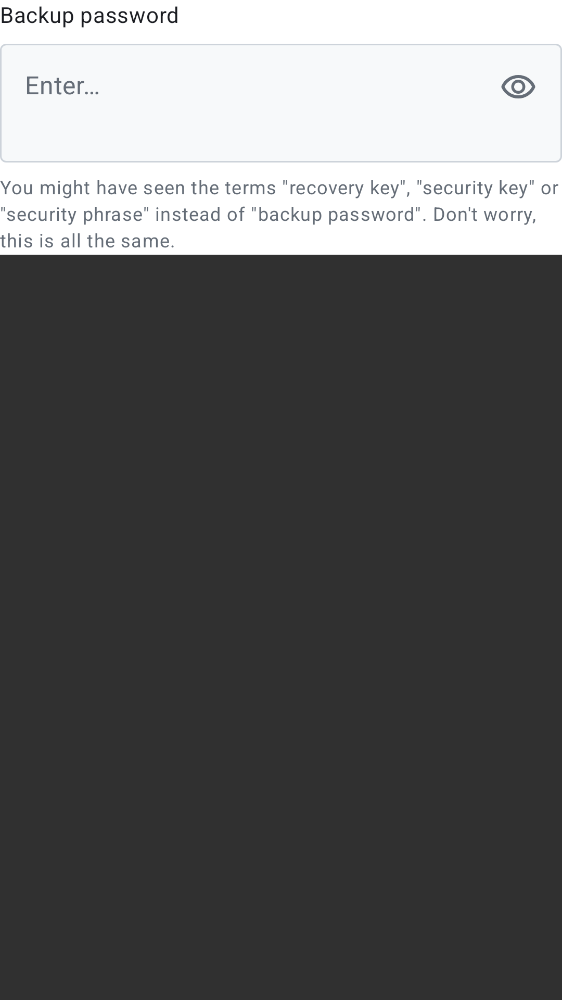 Backup password
Enter…
You might have seen the terms "recovery key", "security key" or
"security phrase" instead of "backup password". Don't worry,
this is all the same.